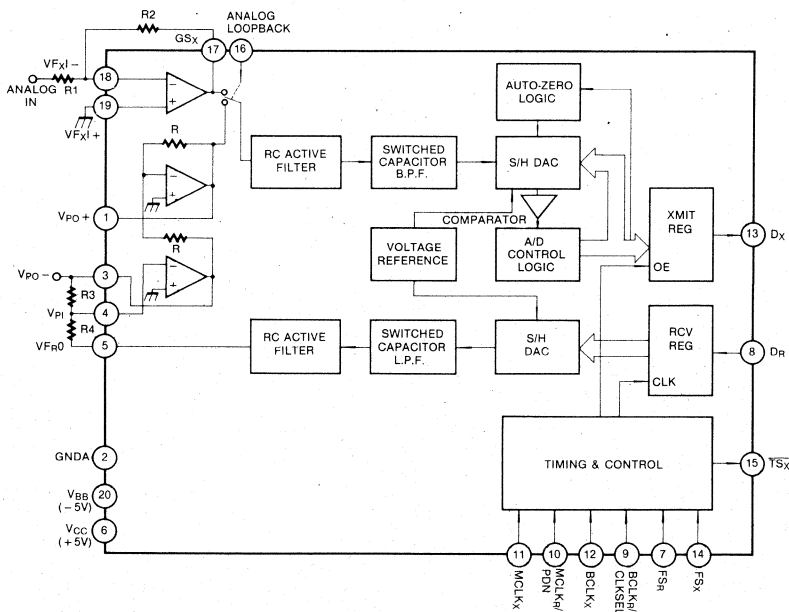 R2
ANALOG
LOOPBACK
GSX
17
16
VFXI−
ANALOG
IN
R1
18
19
VFXI+
−
+
R
−
+
VPO+
1
R
VPO−
3
R3
VPI
4
R4
−
+
VFR0
5
RC ACTIVE
FILTER
SWITCHED
CAPACITOR
B.P.F.
AUTO-ZERO
LOGIC
S/H DAC
COMPARATOR
VOLTAGE
REFERENCE
A/D
CONTROL
LOGIC
XMIT
REG
OE
13
DX
RC ACTIVE
FILTER
SWITCHED
CAPACITOR
L.P.F.
S/H
DAC
RCV
REG
CLK
8
DR
TIMING & CONTROL
15
TSX
GNDA
2
VBB
(−5V)
20
VCC
(+5V)
6
11
10
12
9
7
14
MCLKX
MCLKR/
PDN
BCLKX
BCLKR/
CLKSEL
FSR
FSX